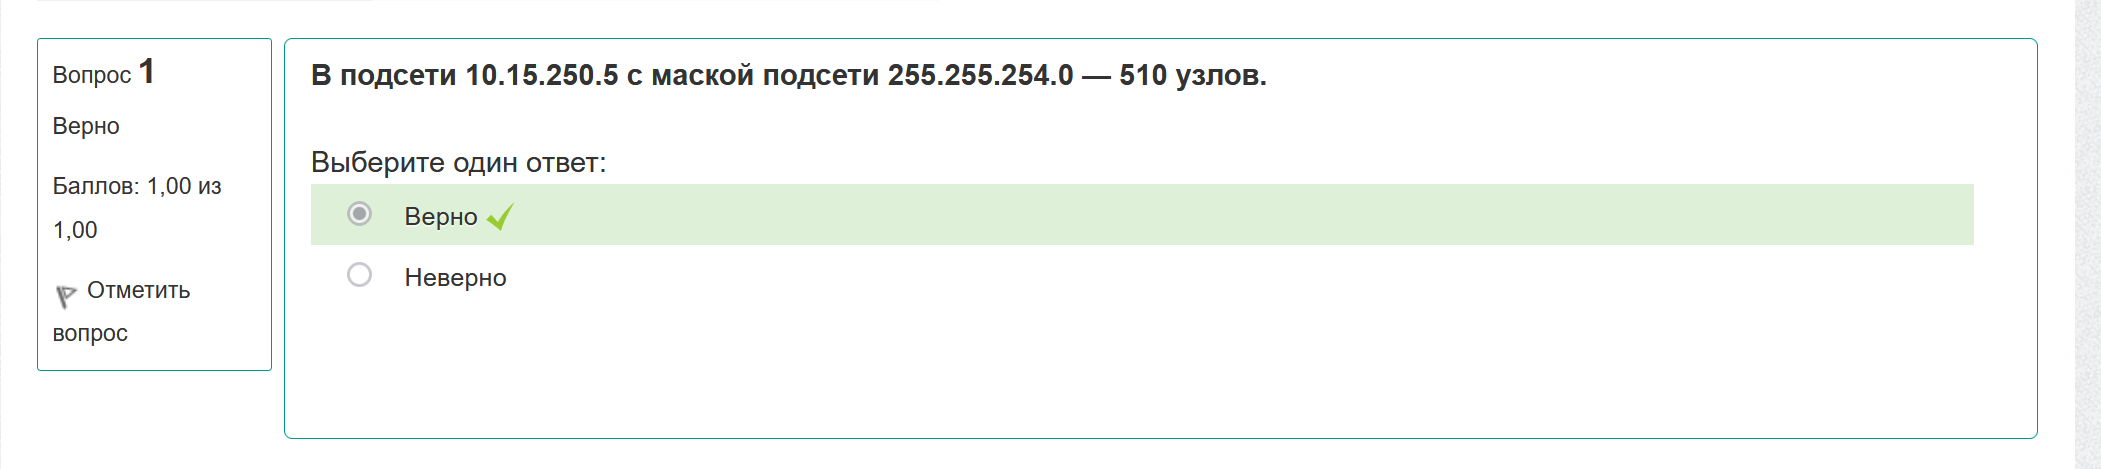 Вопрос 1
Верно
Баллов: 1,00 из
1,00
Отметить
вопрос
В подсети 10.15.250.5 с маской подсети 255.255.254.0 — 510 узлов.
Выберите один ответ:
Верно
Неверно